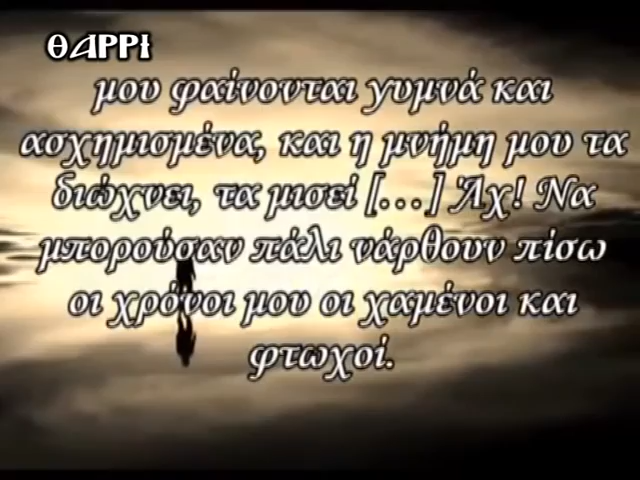 ΘΑΡΡΙ
μου φαίνονται γυμνά και
ασχημισμένα, και η μνήμη μου τα
διώχνει, τα μισεί [...] Άχ! Να
μπορούσαν πάλι νάρθουν πίσω
οι χρόνοι μου οι χαμένοι και
φτωχοί.